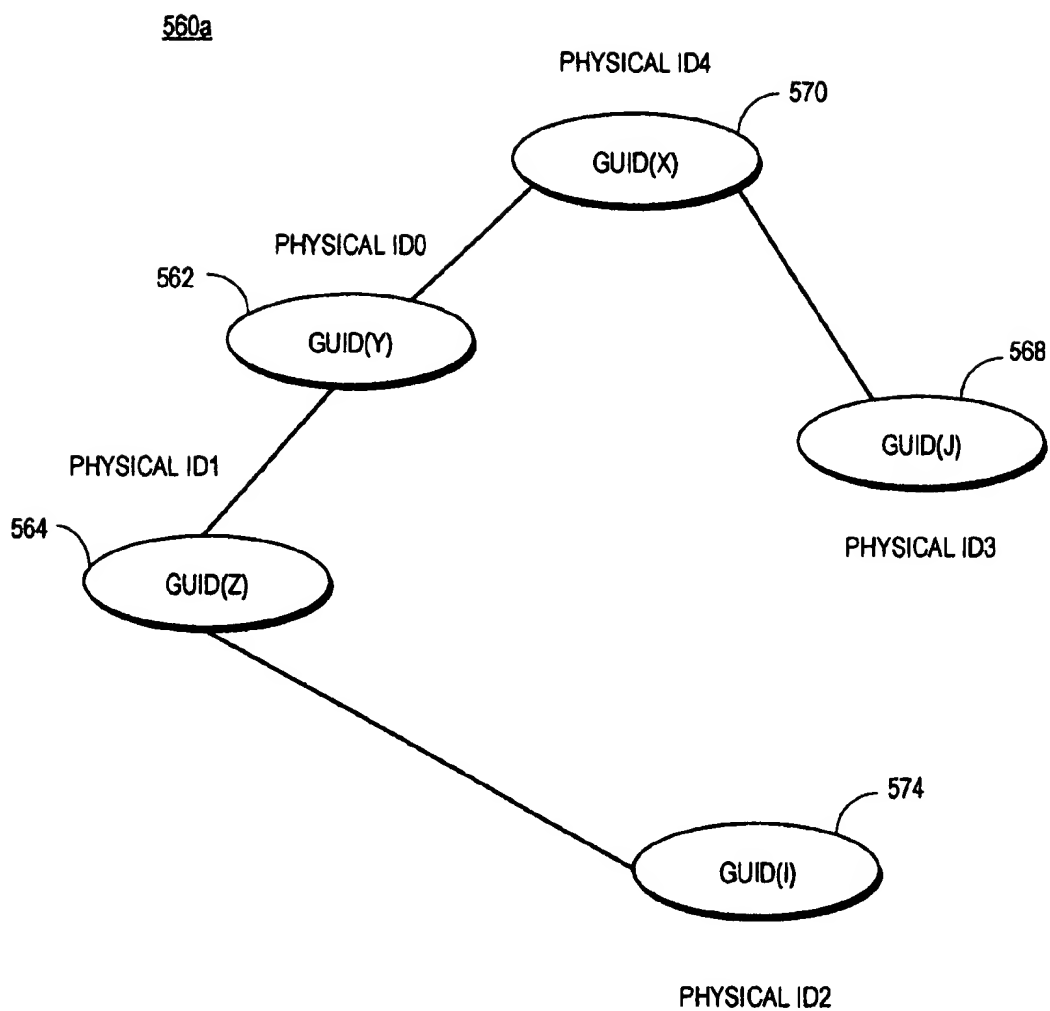 560a
PHYSICAL ID4
570
GUID(X)
PHYSICAL ID0
562
GUID(Y)
568
GUID(J)
PHYSICAL ID1
564
PHYSICAL ID3
GUID(Z)
574
GUID(I)
PHYSICAL ID2